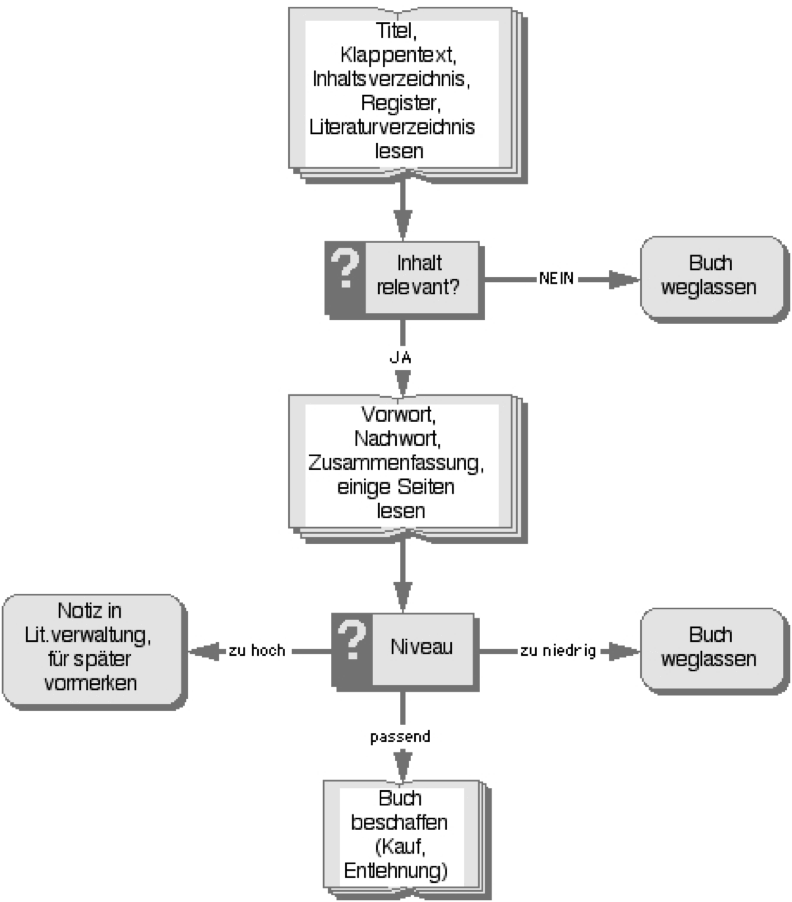 Titel,
Klappentext,
Inhaltsverzeichnis,
Register,
Literaturverzeichnis
lesen
?
Inhalt
relevant?
NEIN
Buch
weglassen
JA
Vorwort,
Nachwort,
Zusammenfassung,
einige Seiten
lesen
Notiz in
Lit.verwaltung,
für später
vormerken
zu hoch
?
Niveau
zu niedrig
Buch
weglassen
passend
Buch
beschaffen
(Kauf,
Entlehnung)